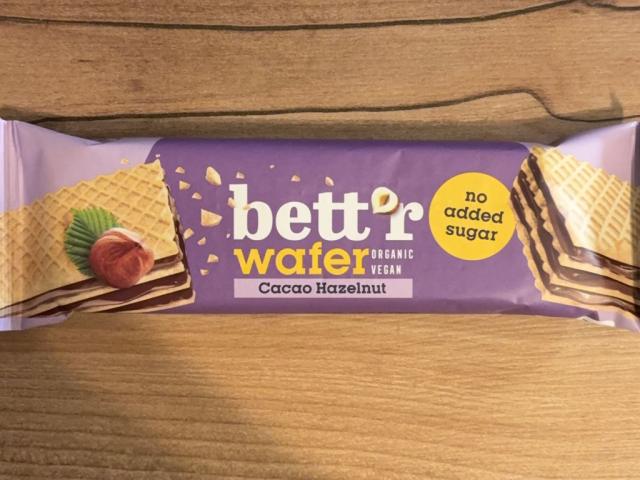 bett'r
wafer
ORGANIC
VEGAN
Cacao Hazelnut
no
added
sugar